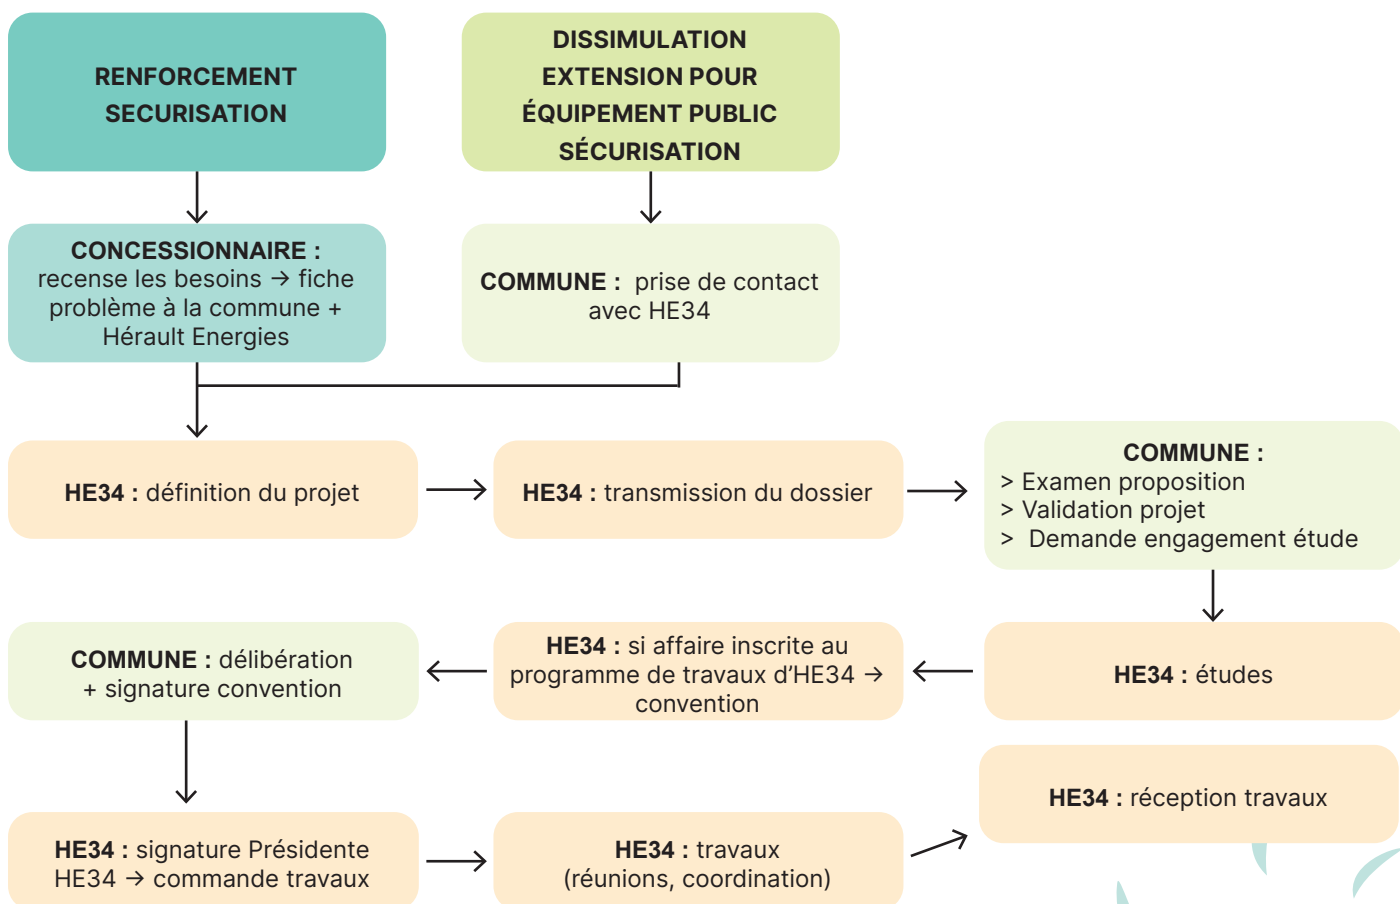 RENFORCEMENT
SECURISATION
DISSIMULATION
EXTENSION POUR
ÉQUIPEMENT PUBLIC
SÉCURISATION
CONCESSIONNAIRE :
recense les besoins → fiche
problème à la commune +
Hérault Energies
COMMUNE : prise de contact
avec HE34
HE34 : définition du projet
HE34 : transmission du dossier
COMMUNE :
> Examen proposition
> Validation projet
> Demande engagement étude
HE34 : études
HE34 : si affaire inscrite au
programme de travaux d’HE34 →
convention
COMMUNE : délibération
+ signature convention
HE34 : signature Présidente
HE34 → commande travaux
HE34 : travaux
(réunions, coordination)
HE34 : réception travaux